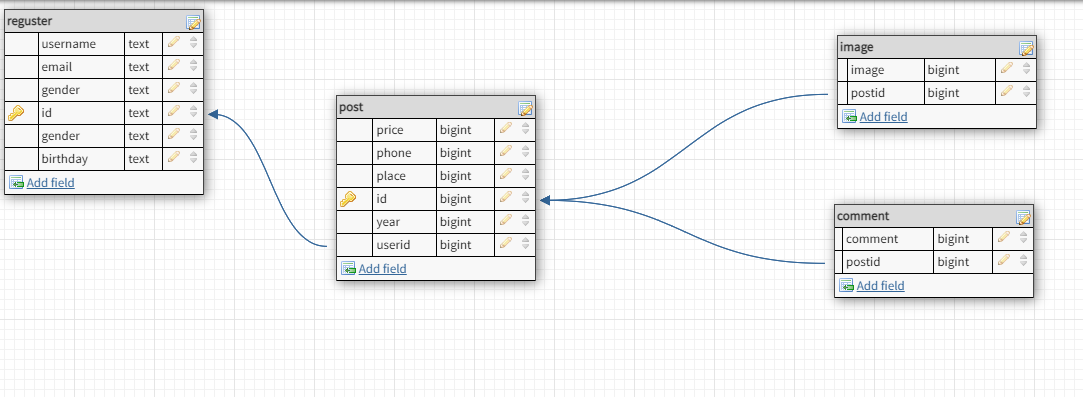 reguster
username text
email text
gender text
id text
gender text
birthday text
Add field
post
price bigint
phone bigint
place bigint
id bigint
year bigint
userid bigint
Add field
image
image bigint
postid bigint
Add field
comment
comment bigint
postid bigint
Add field